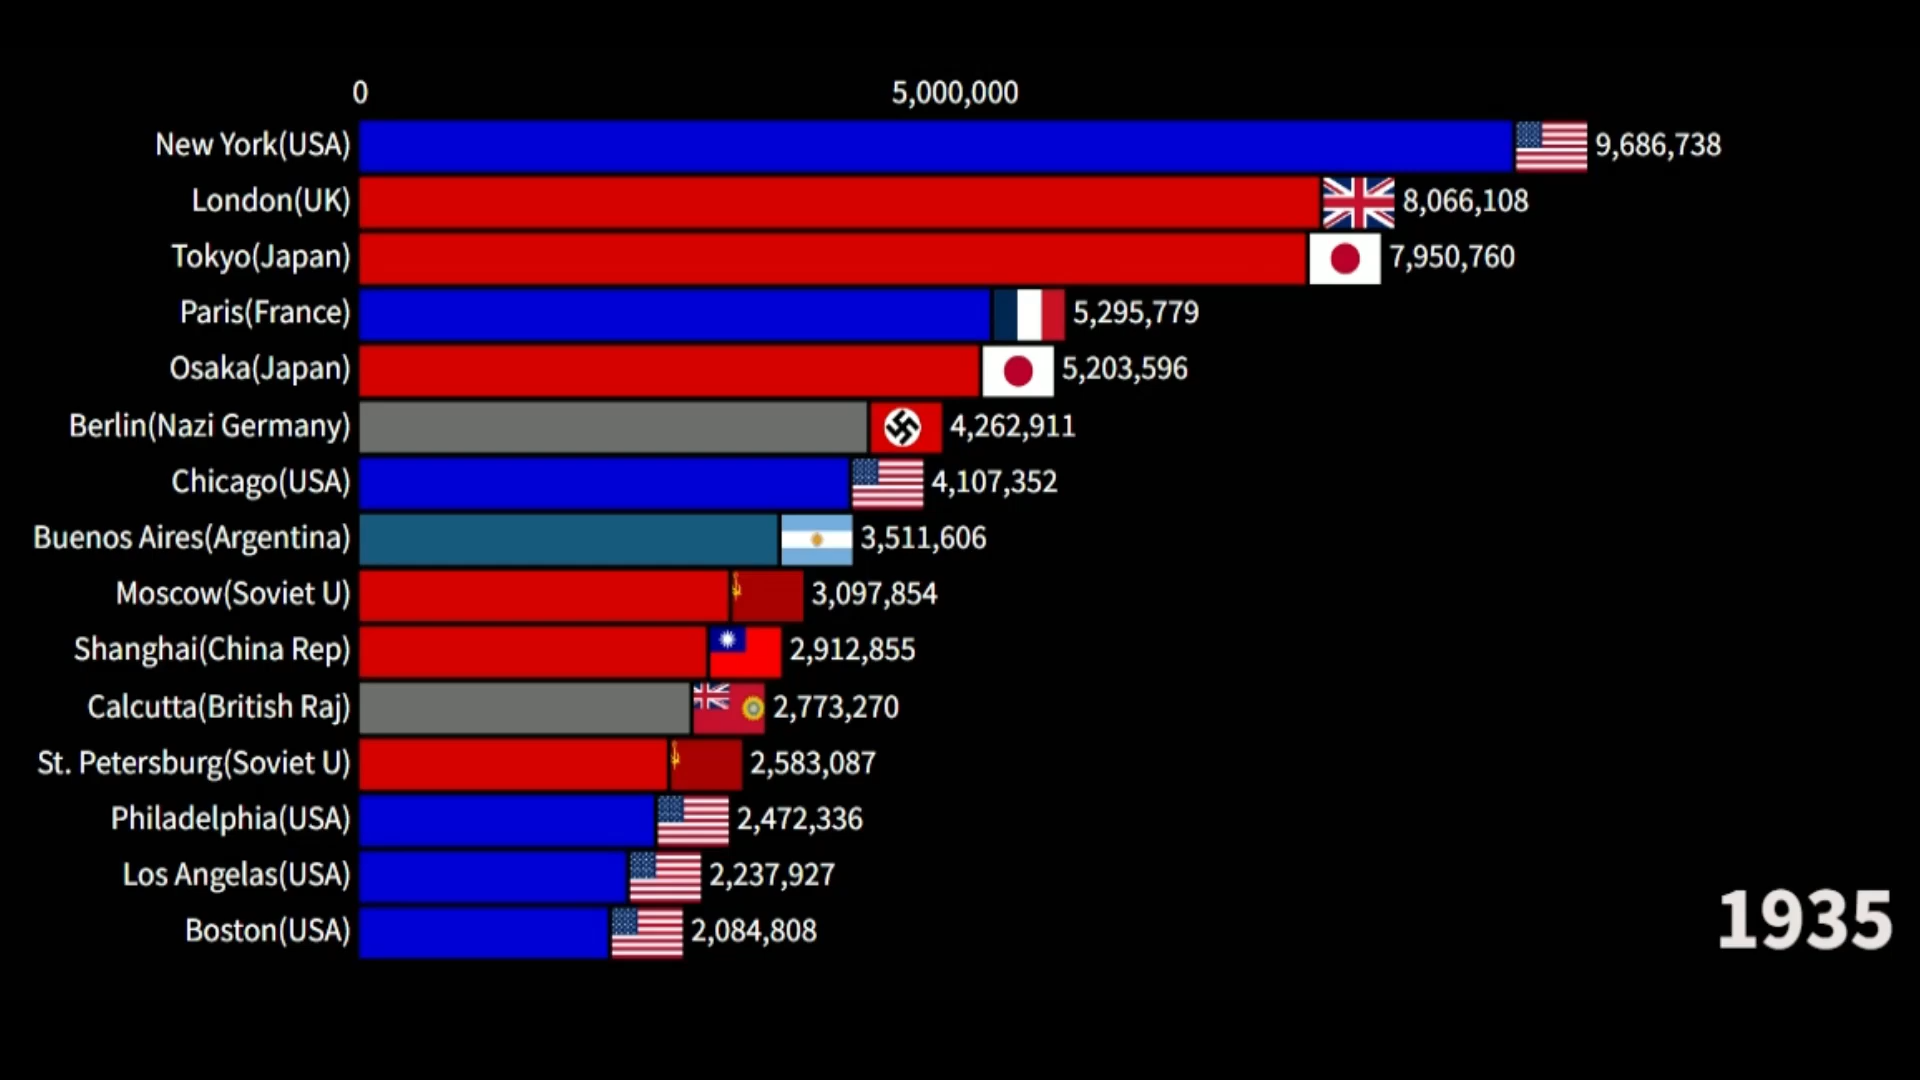 0 5,000,000
New York(USA) 9,686,738
London(UK) 8,066,108
Tokyo(Japan) 7,950,760
Paris(France) 5,295,779
Osaka(Japan) 5,203,596
Berlin(Nazi Germany) 4,262,911
Chicago(USA) 4,107,352
Buenos Aires(Argentina) 3,511,606
Moscow(Soviet U) 3,097,854
Shanghai(China Rep) 2,912,855
Calcutta(British Raj) 2,773,270
St. Petersburg(Soviet U) 2,583,087
Philadelphia(USA) 2,472,336
Los Angelas(USA) 2,237,927
Boston(USA) 2,084,808
1935